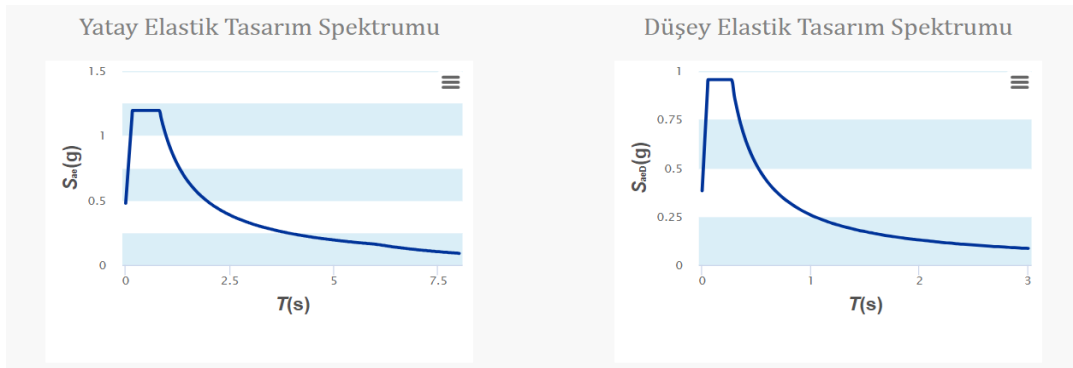 Yatay Elastik Tasarım Spektrumu
1.5
1
0.5
0
Sae(g)
0
2.5
5
7.5
T(s)
Düşey Elastik Tasarım Spektrumu
1
0.75
0.5
0.25
0
SaeD(g)
0
1
2
3
T(s)